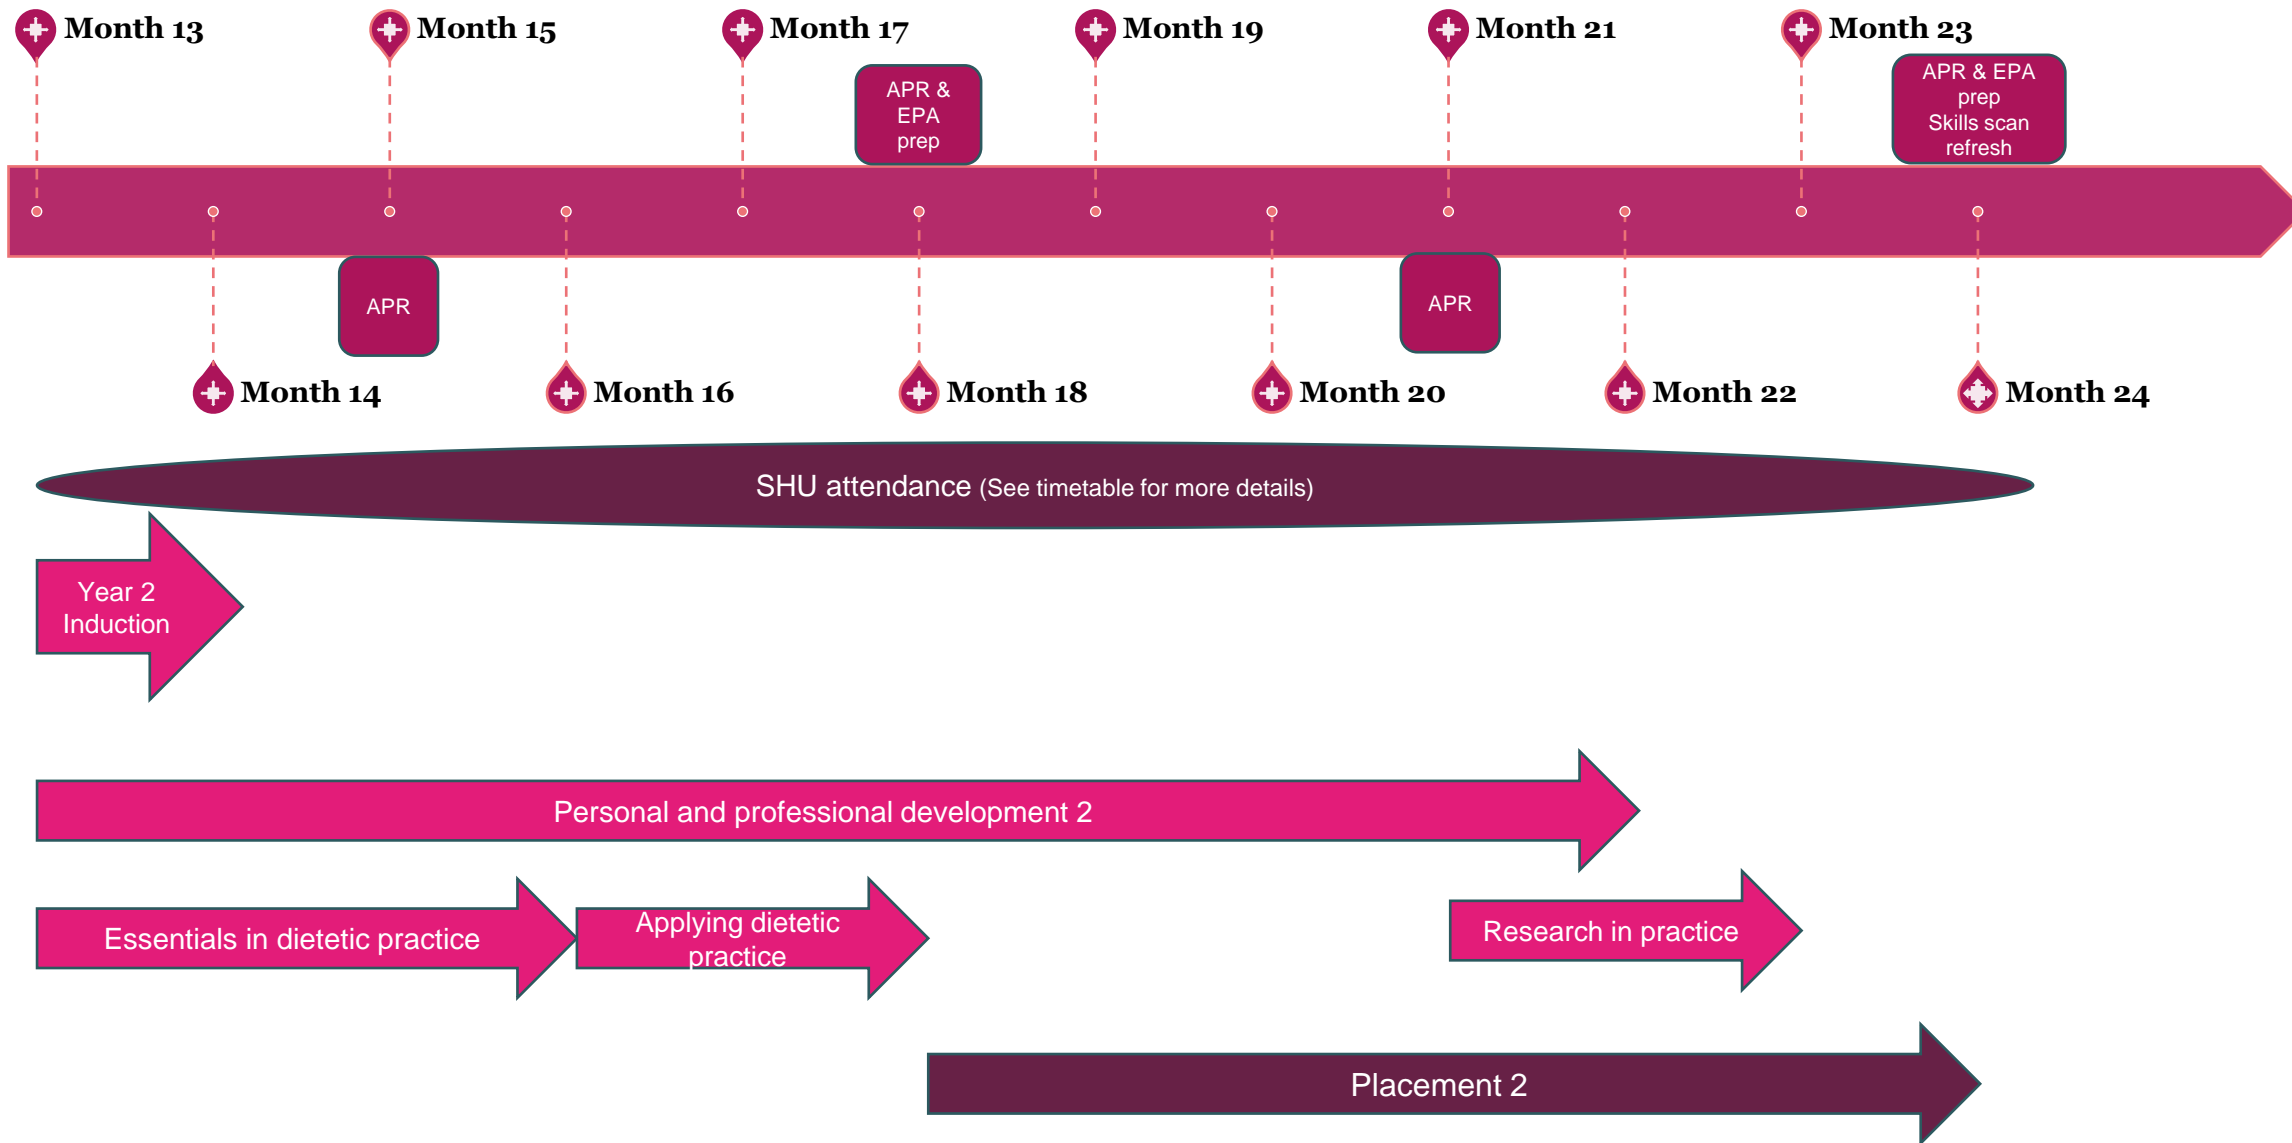 Month 13
Month 15
Month 17
Month 19
Month 21
Month 23
APR &
EPA
prep
APR & EPA
prep
Skills scan
refresh
APR
APR
Month 14
Month 16
Month 18
Month 20
Month 22
Month 24
SHU attendance (See timetable for more details)
Year 2
Induction
Personal and professional development 2
Essentials in dietetic practice
Applying dietetic
practice
Research in practice
Placement 2